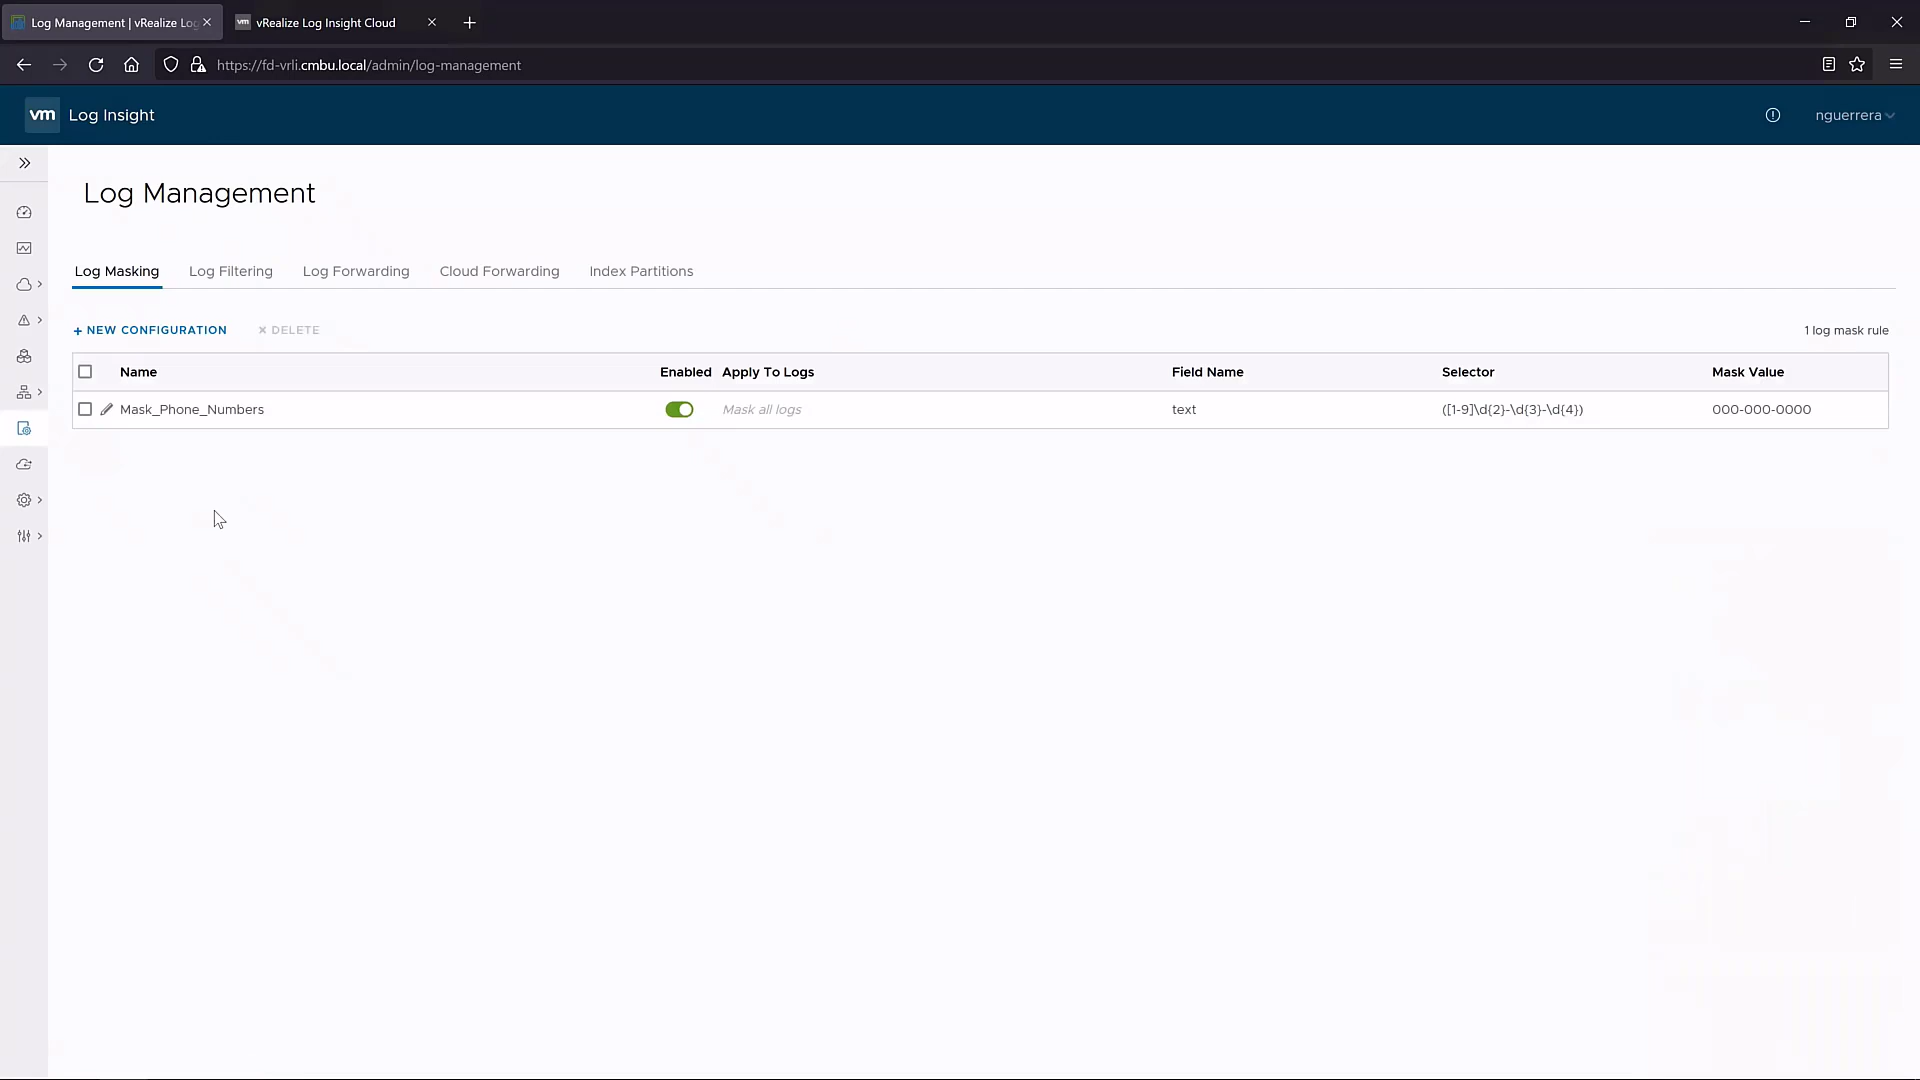 Log Management | vRealize Log
vRealize Log Insight Cloud
https://fd-vrli.cmbu.local/admin/log-management
vm Log Insight
nguerrera
Log Management
Log Masking Log Filtering Log Forwarding Cloud Forwarding Index Partitions
+ NEW CONFIGURATION × DELETE 1 log mask rule
Name Enabled Apply To Logs Field Name Selector Mask Value
Mask_Phone_Numbers Mask all logs text ([1-9]\d{2}-\d{3}-\d{4}) 000-000-0000